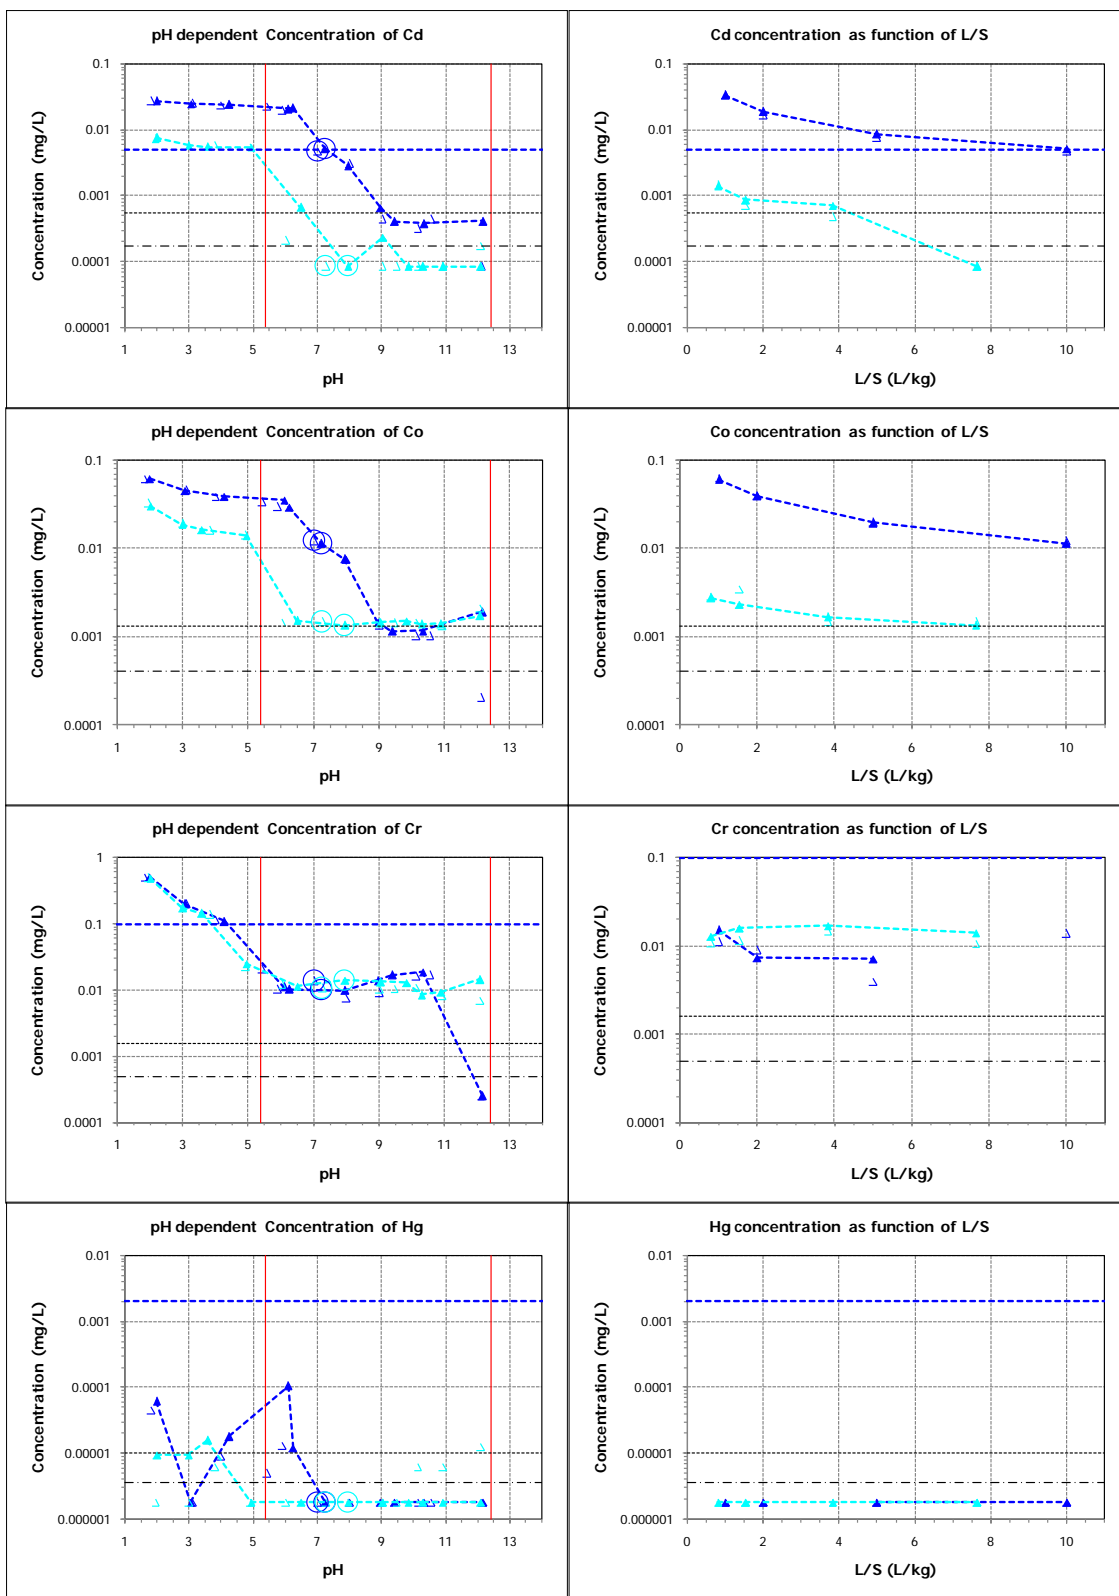 pH dependent Concentration of Cd
0.1
0.01
0.001
0.0001
0.00001
Concentration (mg/L)
1 3 5 7 9 11 13
pH
Cd concentration as function of L/S
0.1
0.01
0.001
0.0001
0.00001
Concentration (mg/L)
0 2 4 6 8 10
L/S (L/kg)
pH dependent Concentration of Co
0.1
0.01
0.001
0.0001
Concentration (mg/L)
1 3 5 7 9 11 13
pH
Co concentration as function of L/S
0.1
0.01
0.001
0.0001
Concentration (mg/L)
0 2 4 6 8 10
L/S (L/kg)
pH dependent Concentration of Cr
1
0.1
0.01
0.001
0.0001
Concentration (mg/L)
1 3 5 7 9 11 13
pH
Cr concentration as function of L/S
0.1
0.01
0.001
0.0001
Concentration (mg/L)
0 2 4 6 8 10
L/S (L/kg)
pH dependent Concentration of Hg
0.01
0.001
0.0001
0.00001
0.000001
Concentration (mg/L)
1 3 5 7 9 11 13
pH
Hg concentration as function of L/S
0.01
0.001
0.0001
0.00001
0.000001
Concentration (mg/L)
0 2 4 6 8 10
L/S (L/kg)